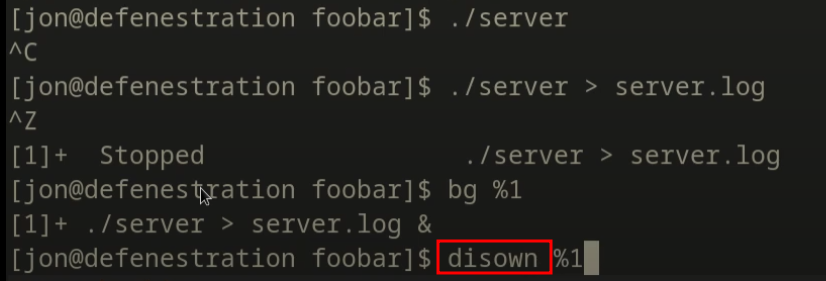 [jon@defenestration foobar]$ ./server
^C
[jon@defenestration foobar]$ ./server > server.log
^Z
[1]+  Stopped                 ./server > server.log
[jon@defenestration foobar]$ bg %1
[1]+ ./server > server.log &
[jon@defenestration foobar]$ disown %1